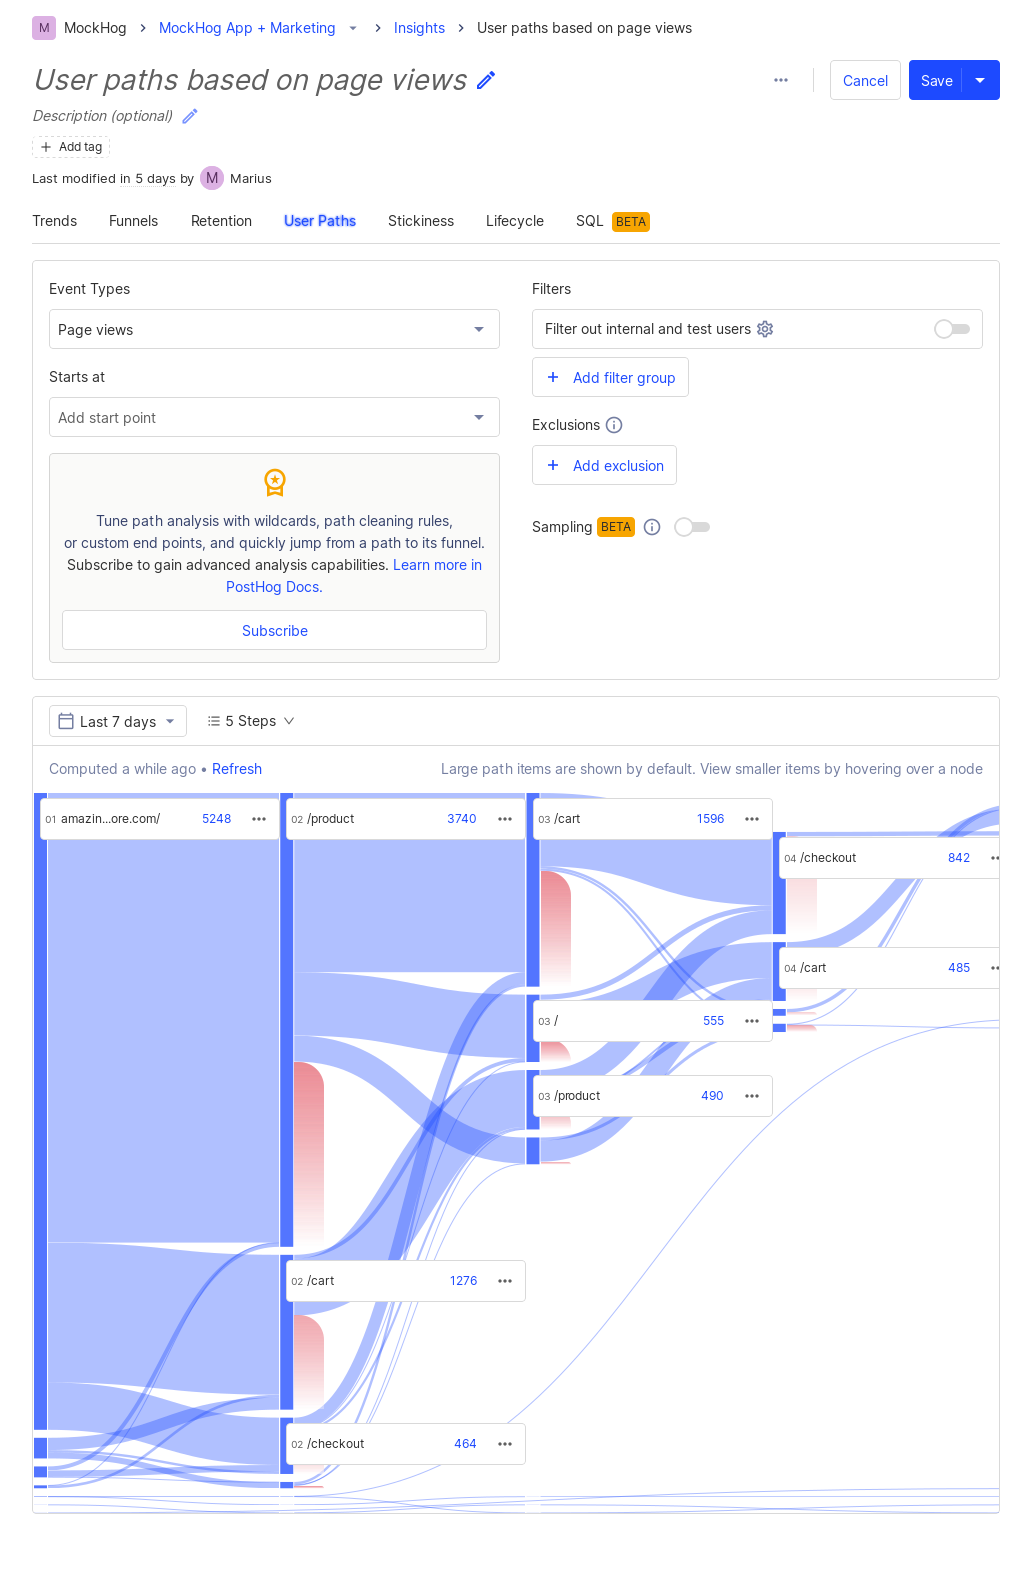 M MockHog > MockHog App + Marketing > Insights > User paths based on page views
User paths based on page views
Cancel
Save
Description (optional)
+ Add tag
Last modified in 5 days by M Marius
Trends Funnels Retention User Paths Stickiness Lifecycle SQL BETA
Event Types
Page views
Starts at
Add start point
Tune path analysis with wildcards, path cleaning rules,
or custom end points, and quickly jump from a path to its funnel.
Subscribe to gain advanced analysis capabilities. Learn more in
PostHog Docs.
Subscribe
Filters
Filter out internal and test users
+ Add filter group
Exclusions
+ Add exclusion
Sampling BETA
Last 7 days
5 Steps
Computed a while ago • Refresh
Large path items are shown by default. View smaller items by hovering over a node
01 amazin...ore.com/ 5248
02 /product 3740
03 /cart 1596
04 /checkout 842
04 /cart 485
03 / 555
03 /product 490
02 /cart 1276
02 /checkout 464